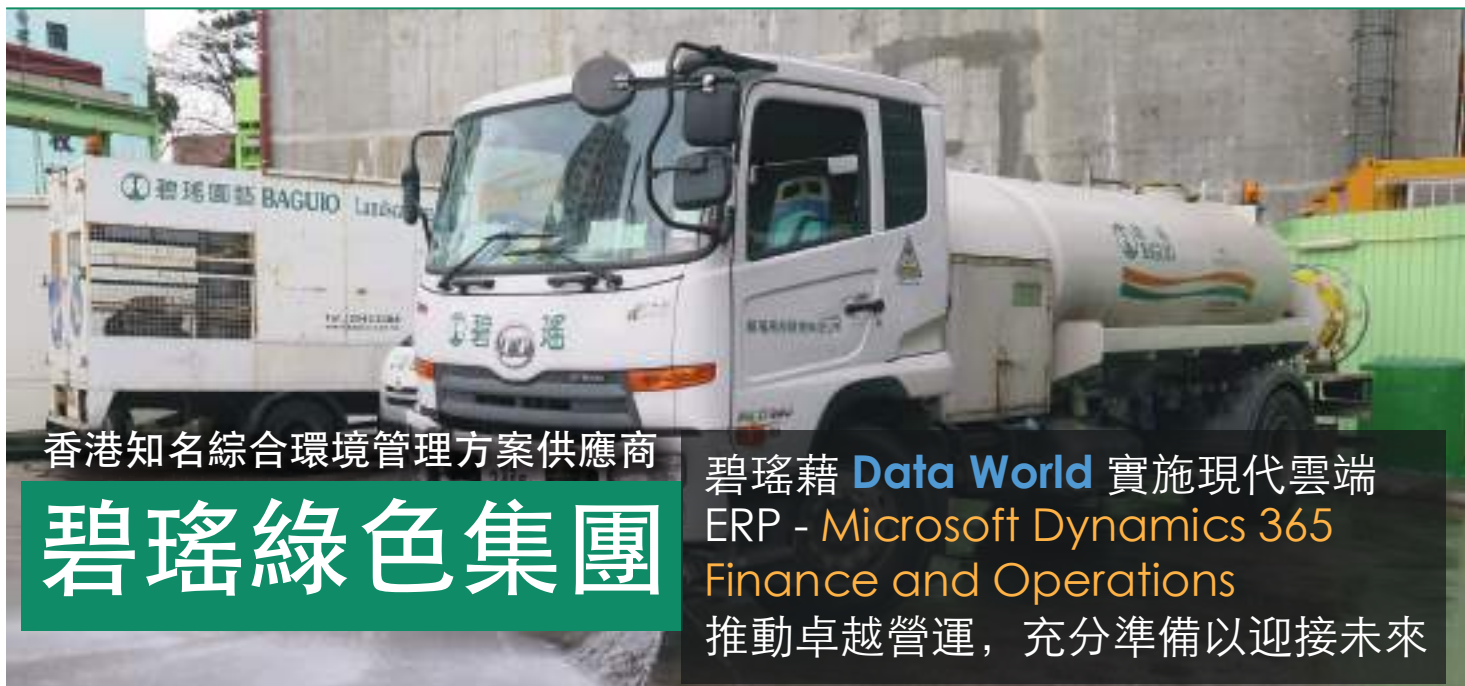 碧瑤園藝 BAGUIO
碧瑤
BAGUIO
香港知名綜合環境管理方案供應商
碧瑤綠色集團
碧瑤藉 Data World 實施現代雲端
ERP - Microsoft Dynamics 365
Finance and Operations
推動卓越營運，充分準備以迎接未來